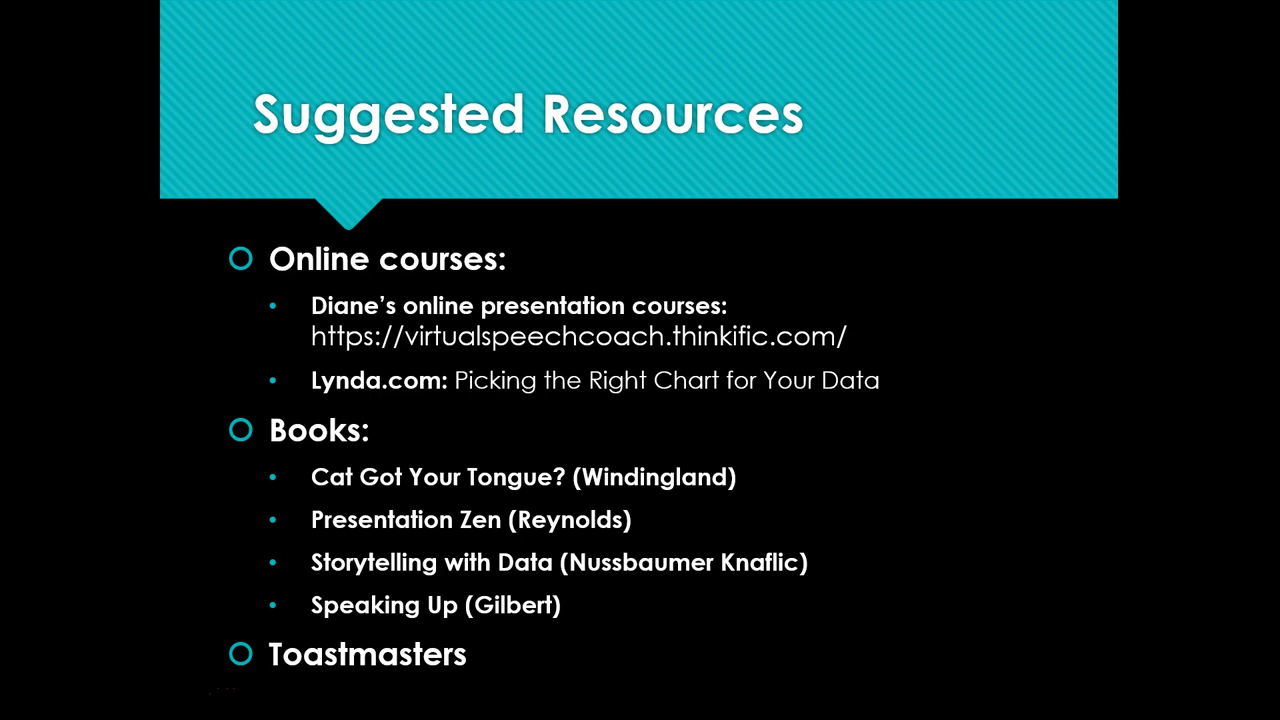 Suggested Resources
Online courses:
Diane’s online presentation courses:
https://virtualspeechcoach.thinkific.com/
Lynda.com: Picking the Right Chart for Your Data
Books:
Cat Got Your Tongue? (Windingland)
Presentation Zen (Reynolds)
Storytelling with Data (Nussbaumer Knaflic)
Speaking Up (Gilbert)
Toastmasters